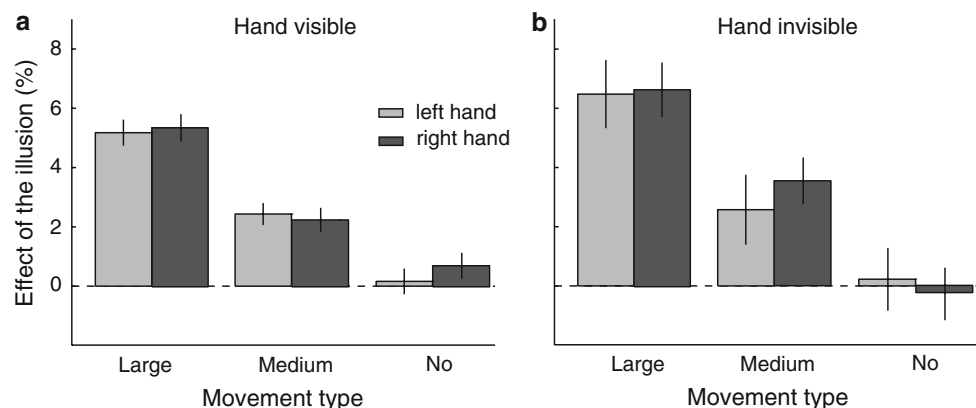 a
Hand visible
Effect of the illusion (%)
8
6
4
2
0
left hand
right hand
Large
Medium
No
Movement type
b
Hand invisible
Large
Medium
No
Movement type